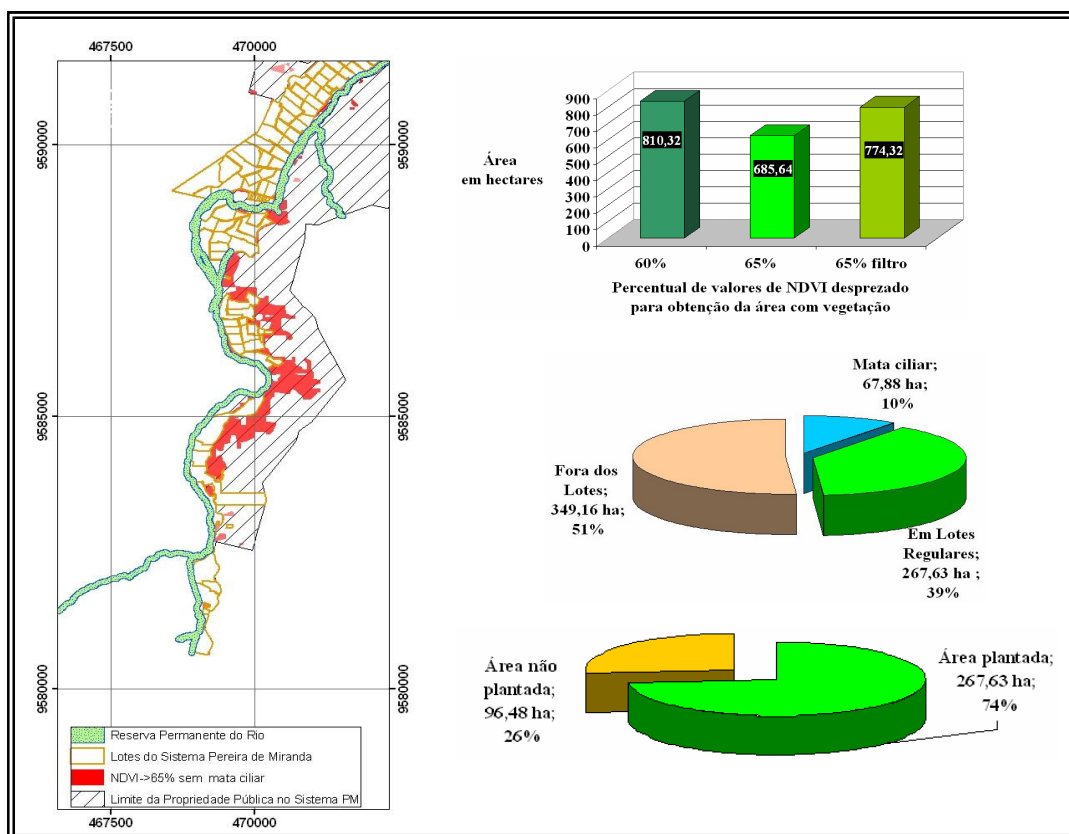 467500 470000
9590000 9590000
9585000 9585000
9580000 9580000
Reserva Permanente do Rio
Lotes do Sistema Pereira de Miranda
NDVI->65% sem mata ciliar
Limite da Propriedade Pública no Sistema PM
467500 470000
Área
em hectares
900
800
700
600
500
400
300
200
100
0
810,32
685,64
774,32
60% 65% 65% filtro
Percentual de valores de NDVI desprezado
para obtenção da área com vegetação
Mata ciliar;
67,88 ha;
10%
Fora dos
Lotes;
349,16 ha;
51%
Em Lotes
Regulares;
267,63 ha ;
39%
Área não
plantada;
96,48 ha;
26%
Área plantada;
267,63 ha;
74%